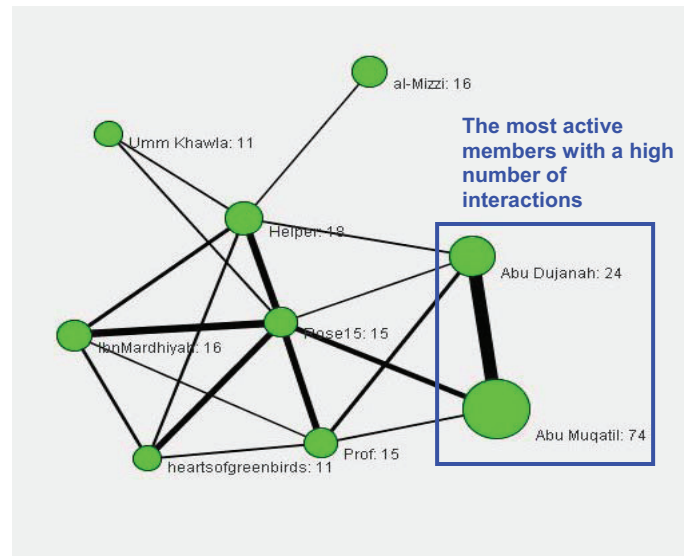 al-Mizzi: 16
The most active
members with a high
number of
interactions
Umm Khawla: 11
Helper: 18
Abu Dujanah: 24
Rose15: 15
IbnMardhiyah: 16
Abu Muqatil: 74
Prof: 15
heartsofgreenbirds: 11